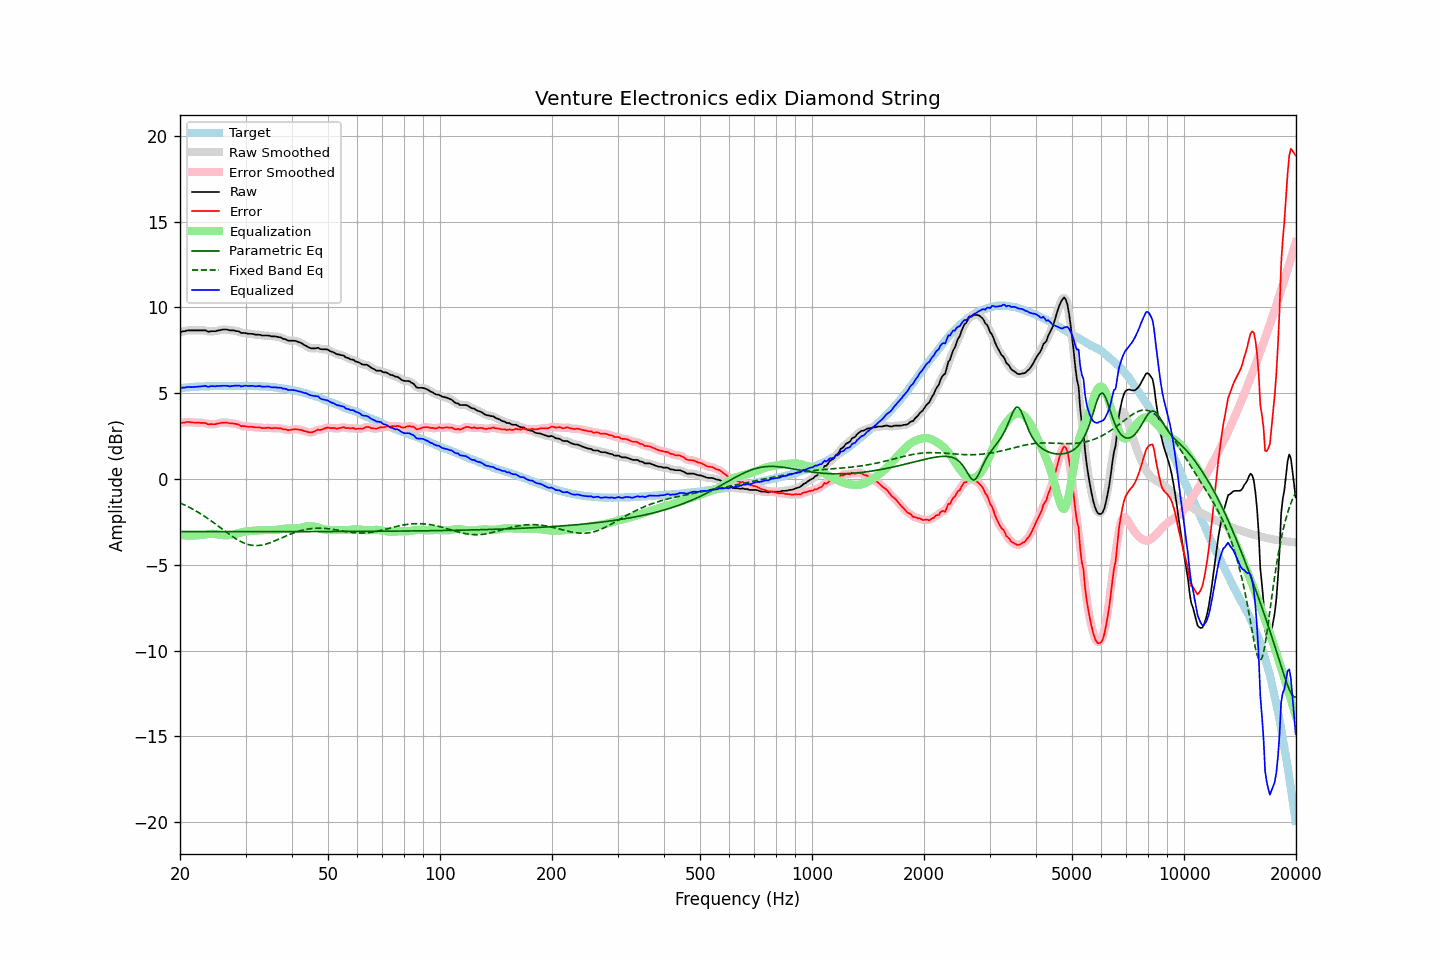 Venture Electronics edix Diamond String
Target
Raw Smoothed
Error Smoothed
Raw
Error
Equalization
Parametric Eq
Fixed Band Eq
Equalized
Amplitude (dBr)
20
15
10
5
0
−5
−10
−15
−20
20 50 100 200 500 1000 2000 5000 10000 20000
Frequency (Hz)